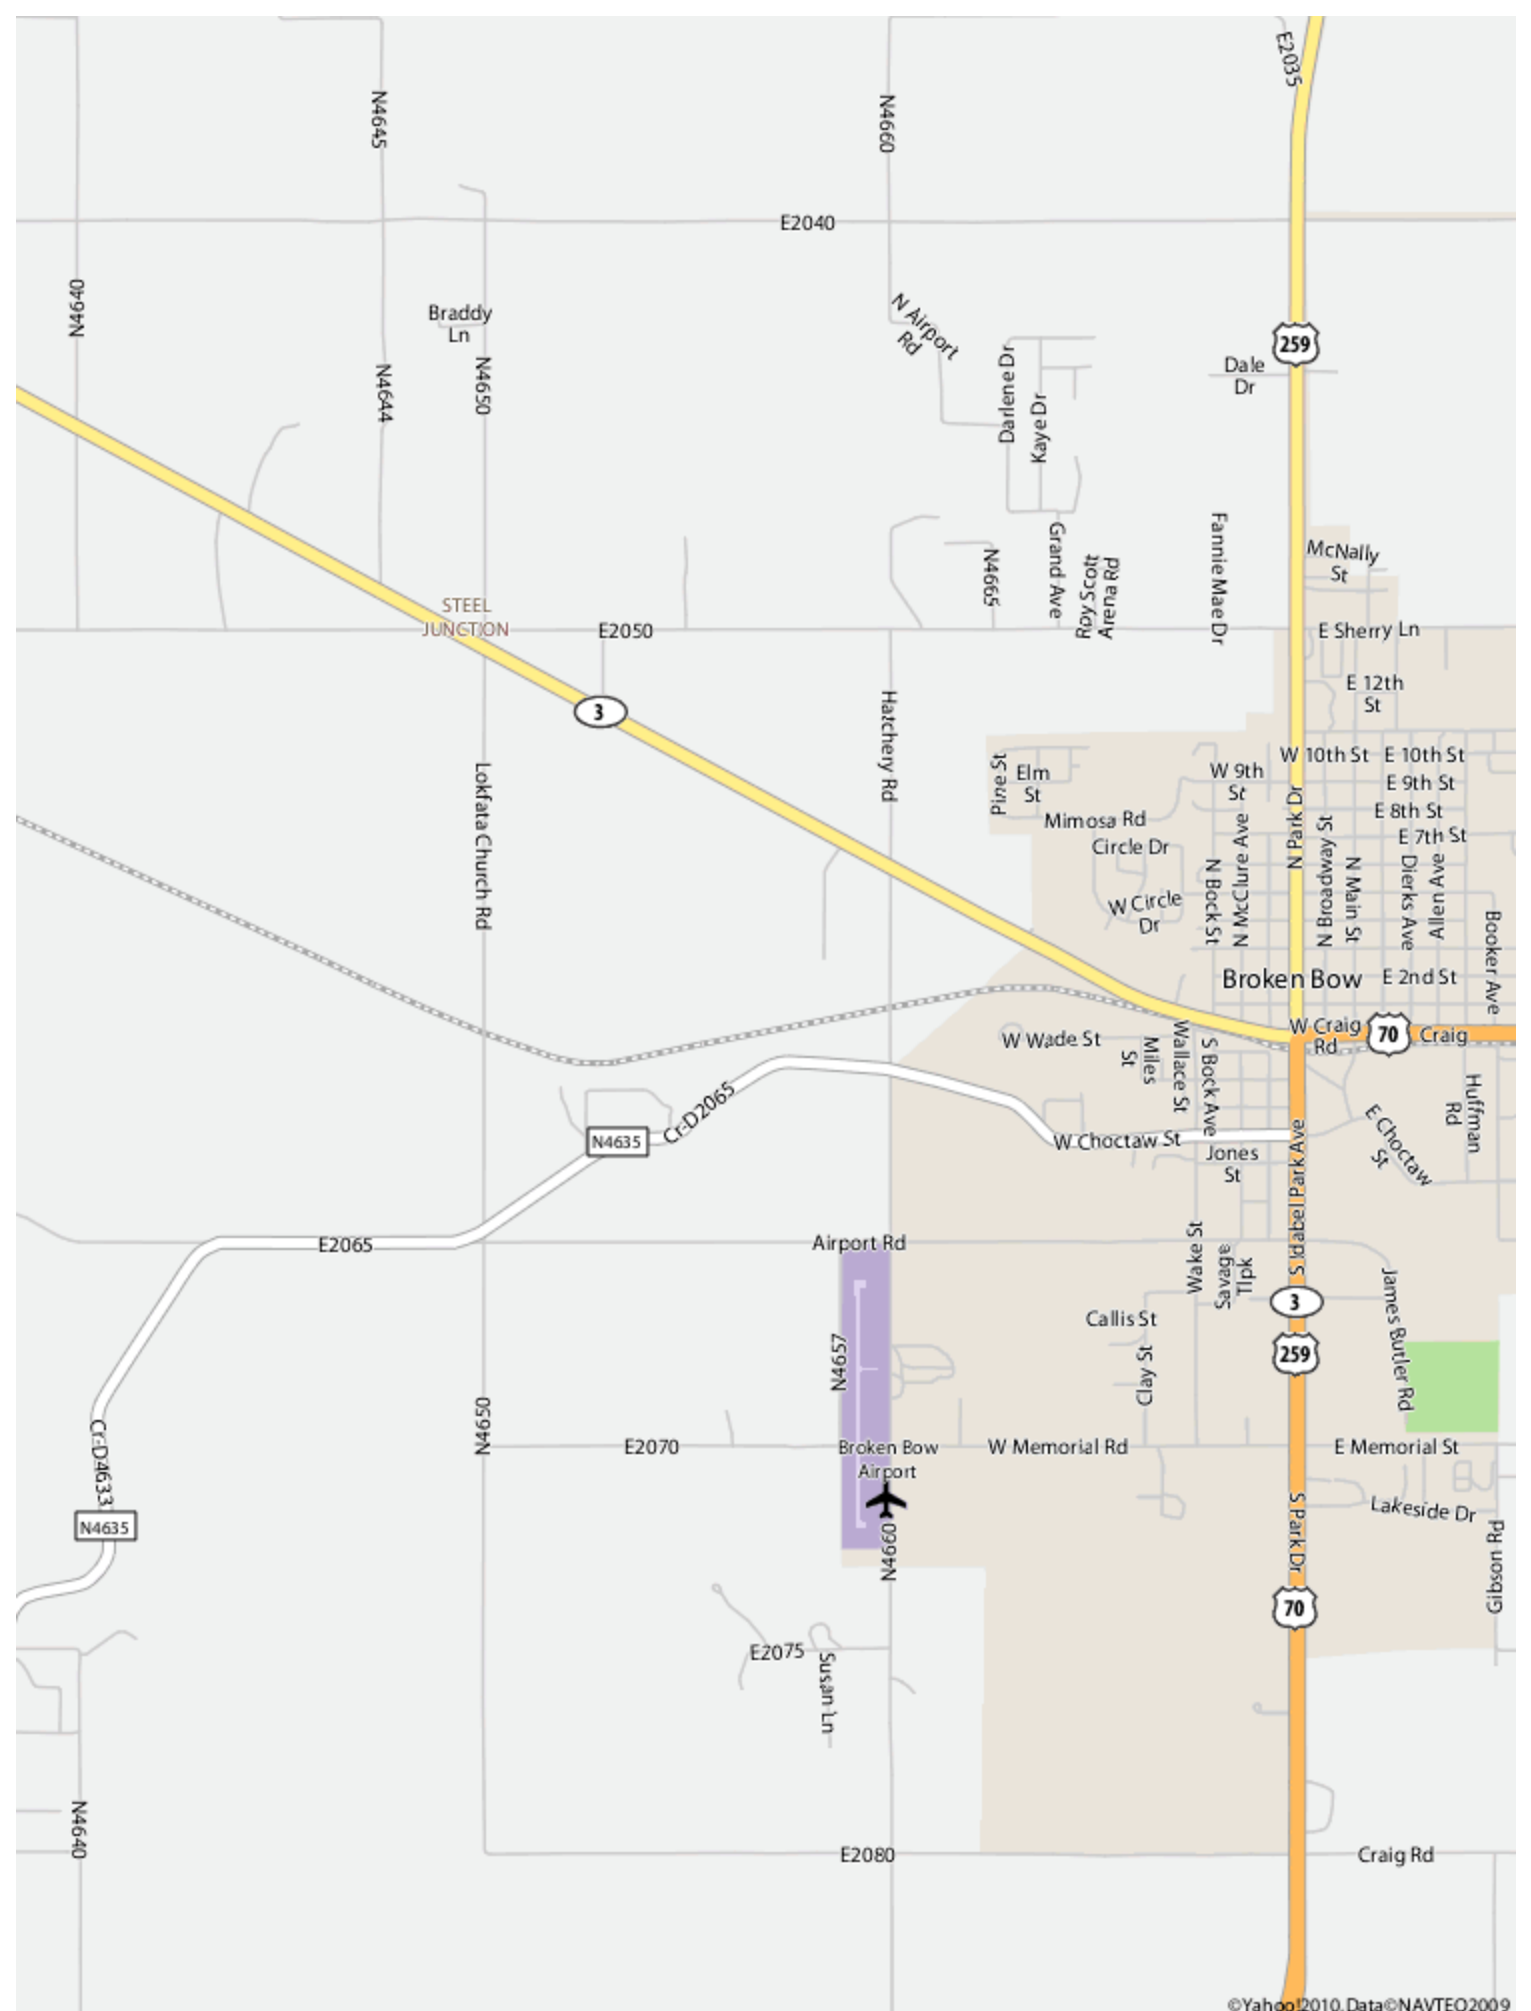 E2035
N4645
N4660
E2040
N4640
Braddy
Ln
N Airport
Rd
259
Darlene Dr
Dale
Dr
N4644
N4650
Kaye Dr
Fannie Mae Dr
McNally
St
Grand Ave
N4665
Roy Scott
Arena Rd
STEEL
JUNCTION
E2050
E Sherry Ln
E 12th
St
3
Hatchery Rd
W 10th St
E 10th St
Pine St
Elm
St
W 9th
St
E 9th St
Lokfata Church Rd
N Park Dr
E 8th St
Mimosa Rd
N McClure Ave
N Broadway St
E 7th St
Circle Dr
N Bock St
N Main St
Dierks Ave
Allen Ave
W Circle
Dr
Booker Ave
Broken Bow
E 2nd St
W Craig
Rd
70
Craig
W Wade St
Miles
St
Wallace St
S Bock Ave
Huffman
Rd
Cr-D2065
E Choctaw
St
N4635
W Choctaw St
Jones
St
S Idabel Park Ave
E2065
Airport Rd
Wake St
Savage
Tlpk
James Butler Rd
3
Callis St
N4657
259
Clay St
N4650
Cr-D4633
E2070
Broken Bow
Airport
W Memorial Rd
E Memorial St
N4635
S Park Dr
Lakeside Dr
N4660
Gibson Rd
70
E2075
Susan Ln
N4640
E2080
Craig Rd
©Yahoo!2010, Data©NAVTEQ2009